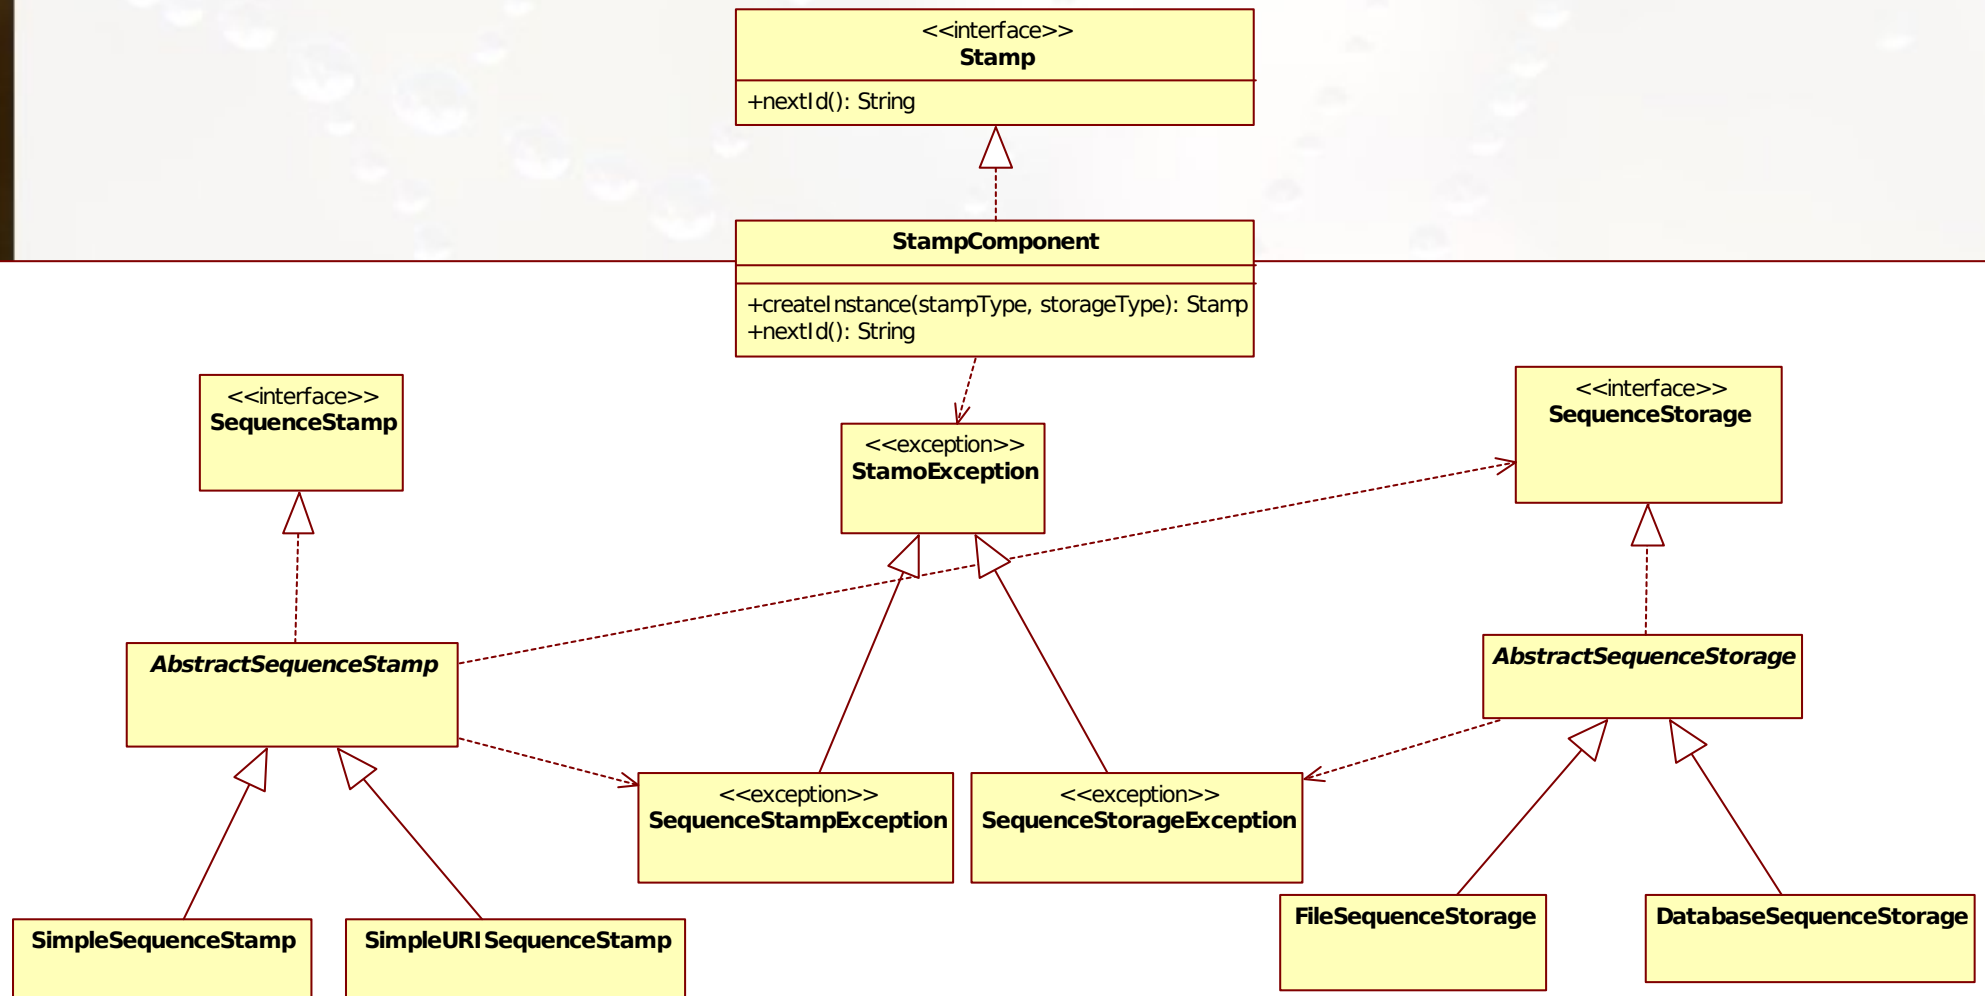 <<interface>>
Stamp
+nextId(): String
StampComponent
+createInstance(stampType, storageType): Stamp
+nextId(): String
<<interface>>
SequenceStamp
<<exception>>
StamoException
<<interface>>
SequenceStorage
AbstractSequenceStamp
AbstractSequenceStorage
<<exception>>
SequenceStampException
<<exception>>
SequenceStorageException
SimpleSequenceStamp
SimpleURISequenceStamp
FileSequenceStorage
DatabaseSequenceStorage